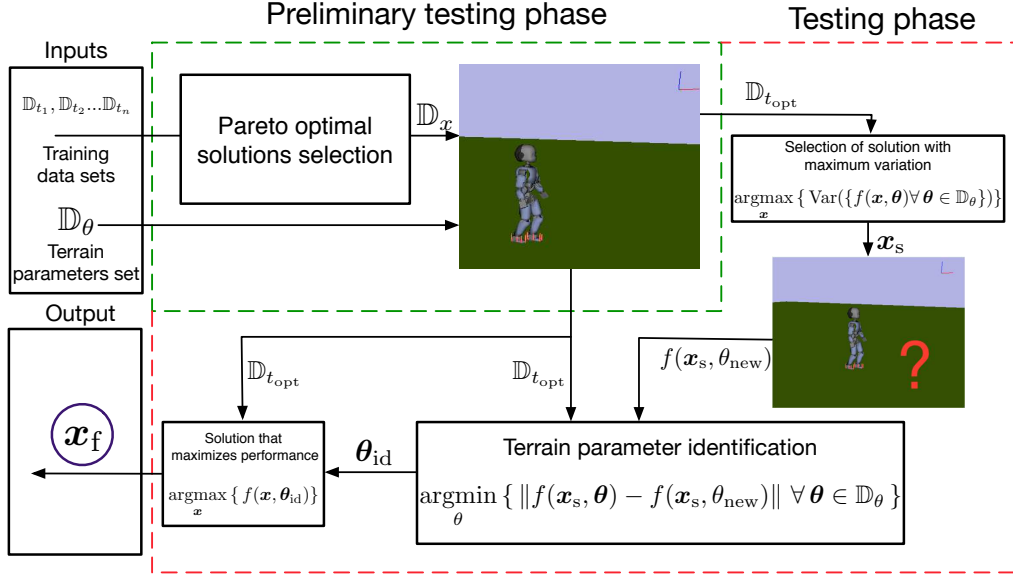 Preliminary testing phase
Testing phase
Inputs
𝔻_{t_1}, 𝔻_{t_2} ... 𝔻_{t_n}
Training
data sets
𝔻_θ
Terrain
parameters set
Pareto optimal
solutions selection
𝔻_x
𝔻_{t_opt}
Selection of solution with
maximum variation
argmax_x { Var({f(x, θ)∀ θ ∈ 𝔻_θ})}
x_s
?
f(x_s, θ_new)
𝔻_{t_opt}
𝔻_{t_opt}
Terrain parameter identification
argmin_θ { ‖f(x_s, θ) − f(x_s, θ_new)‖ ∀ θ ∈ 𝔻_θ }
θ_id
Solution that
maximizes performance
argmax_x { f(x, θ_id)}
Output
x_f